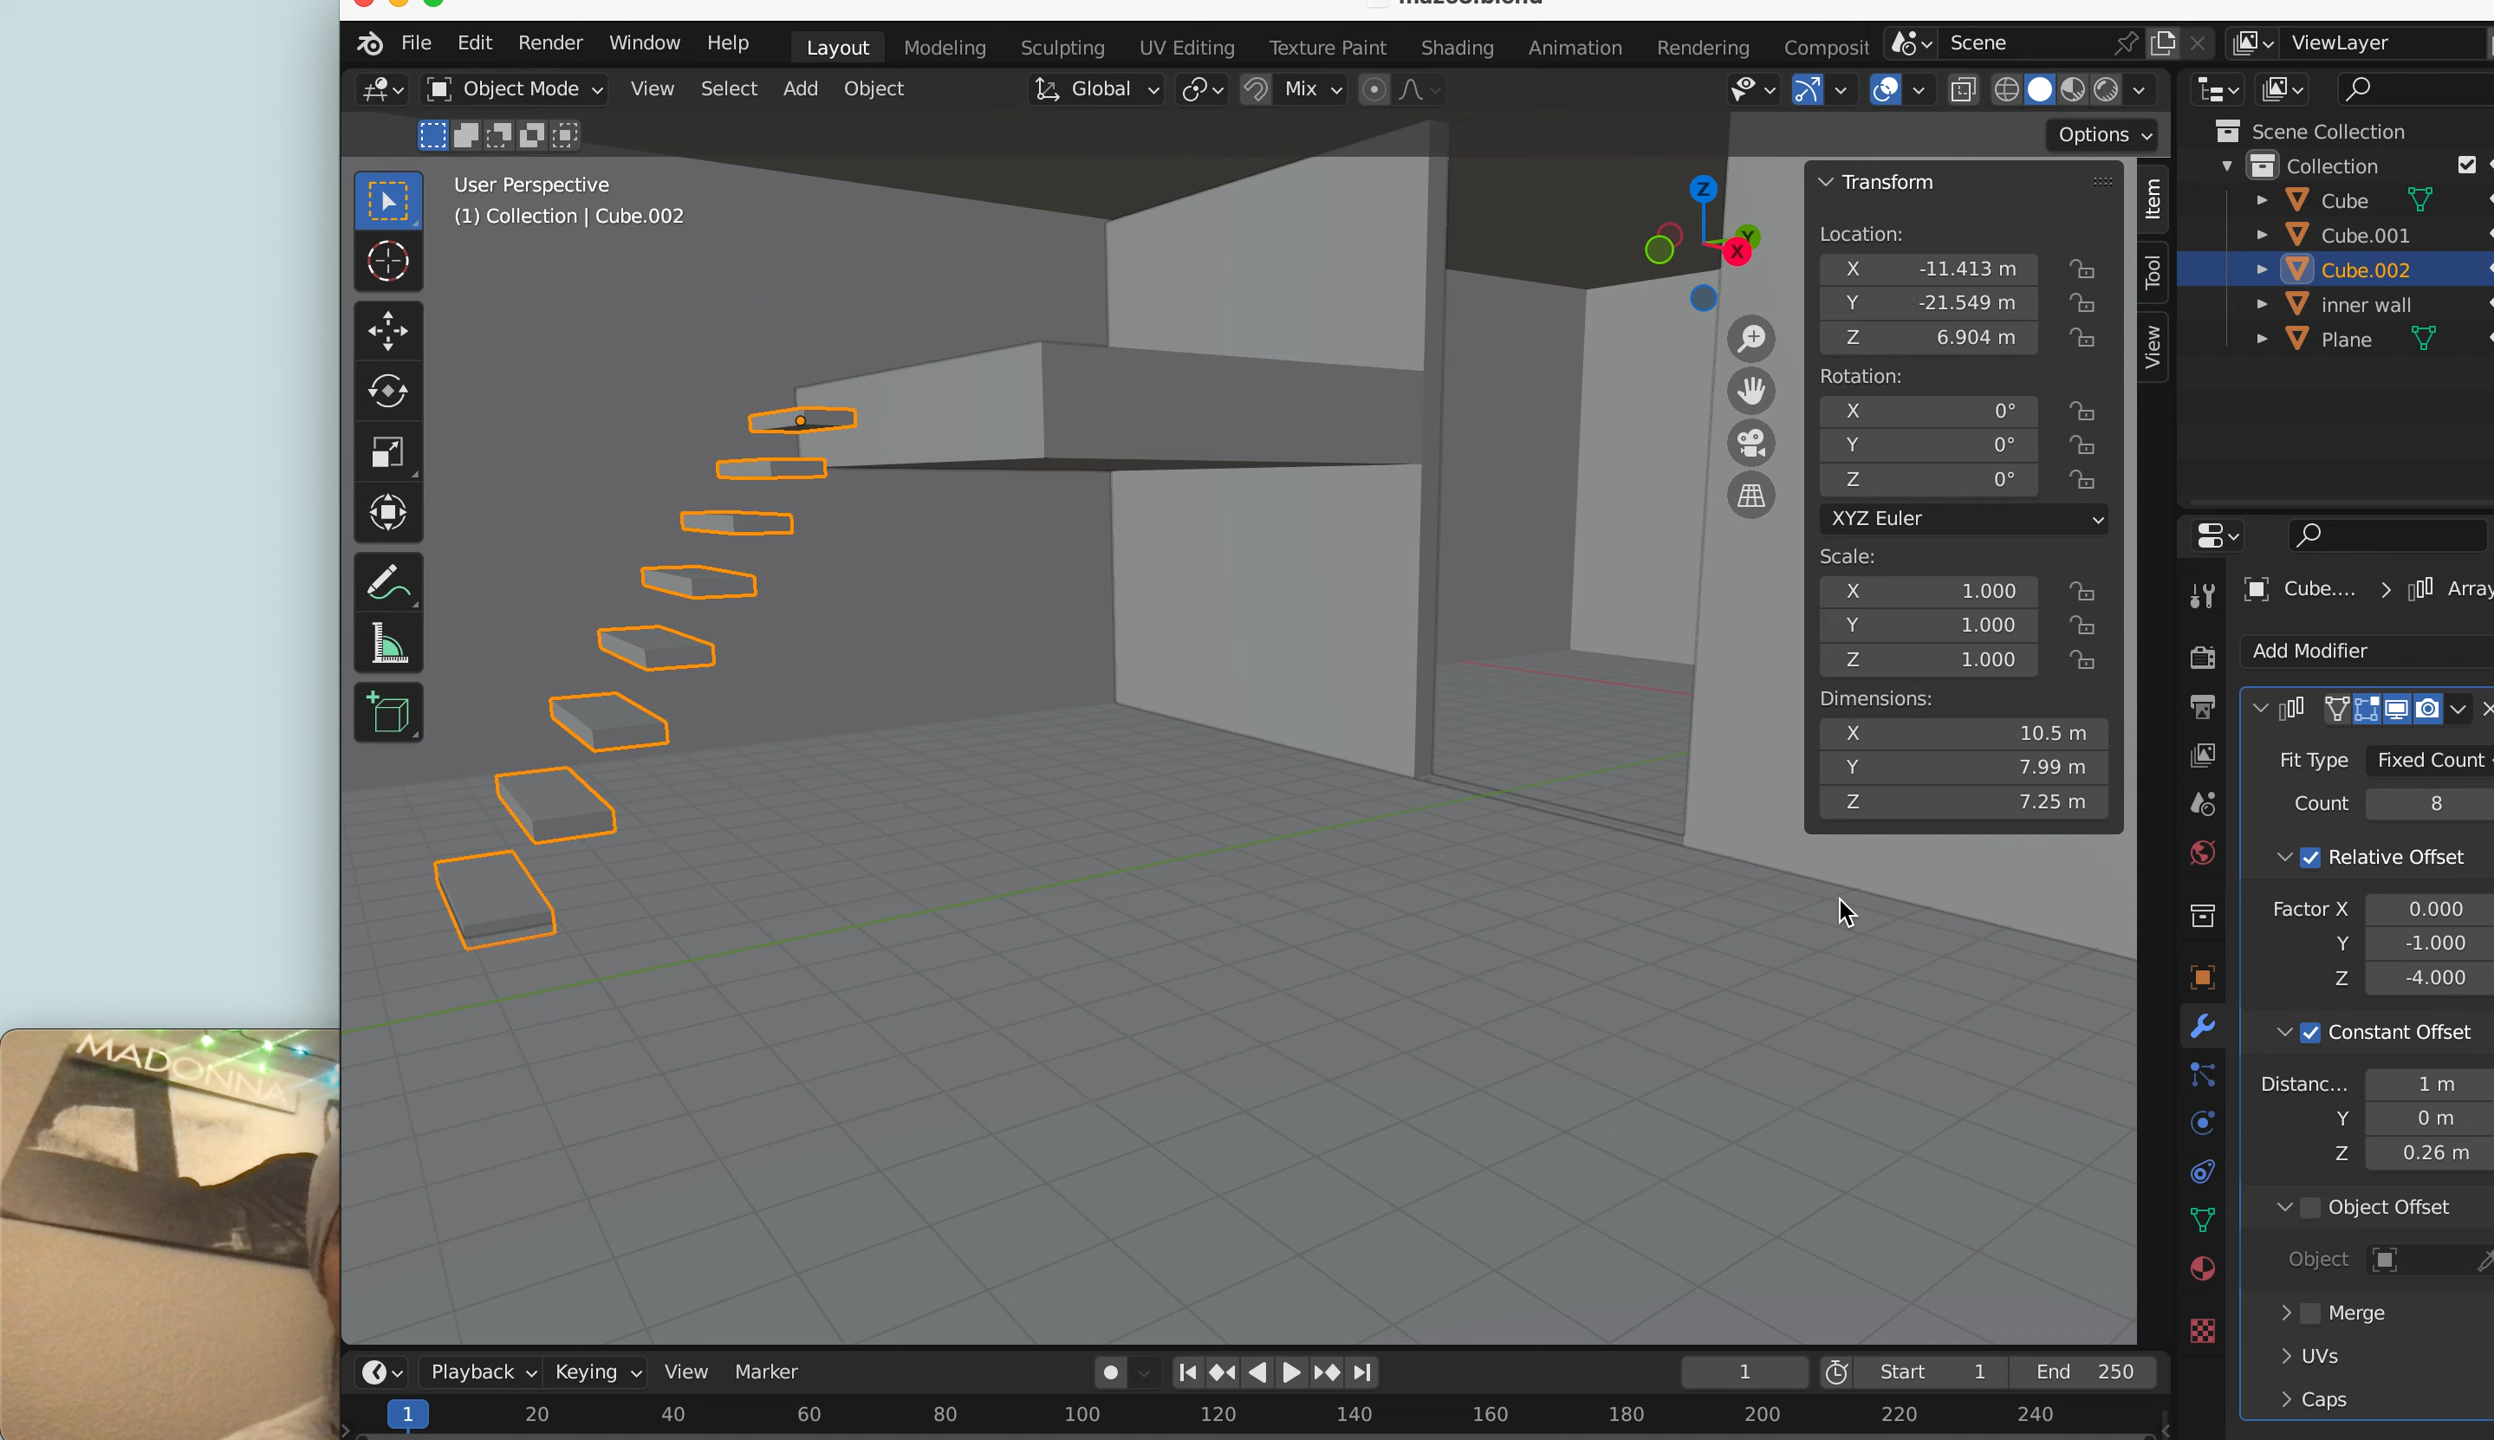 File Edit Render Window Help Layout Modeling Sculpting UV Editing Texture Paint Shading Animation Rendering Composit Scene ViewLayer
Object Mode View Select Add Object Global Mix
Options
User Perspective
(1) Collection | Cube.002
Z
Y
X
Transform
Location:
X -11.413 m
Y -21.549 m
Z 6.904 m
Rotation:
X 0°
Y 0°
Z 0°
XYZ Euler
Scale:
X 1.000
Y 1.000
Z 1.000
Dimensions:
X 10.5 m
Y 7.99 m
Z 7.25 m
Item
Tool
View
Scene Collection
Collection
Cube
Cube.001
Cube.002
inner wall
Plane
Cube.... Array
Add Modifier
Fit Type Fixed Count
Count 8
Relative Offset
Factor X 0.000
Y -1.000
Z -4.000
Constant Offset
Distanc... 1 m
Y 0 m
Z 0.26 m
Object Offset
Object
Merge
UVs
Caps
MADONNA
Playback Keying View Marker 1 Start 1 End 250
1 20 40 60 80 100 120 140 160 180 200 220 240